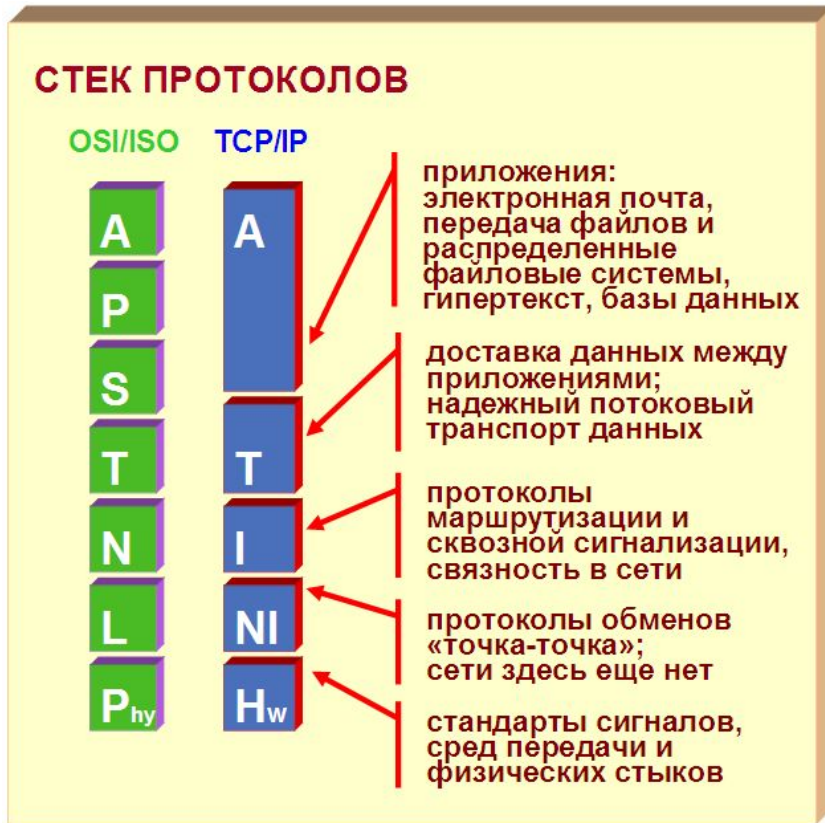 СТЕК ПРОТОКОЛОВ
OSI/ISO TCP/IP
A A
P
S
T T
N I
L NI
Phy Hw
приложения:
электронная почта,
передача файлов и
распределенные
файловые системы,
гипертекст, базы данных
доставка данных между
приложениями;
надежный потоковый
транспорт данных
протоколы
маршрутизации и
сквозной сигнализации,
связность в сети
протоколы обменов
«точка-точка»;
сети здесь еще нет
стандарты сигналов,
сред передачи и
физических стыков